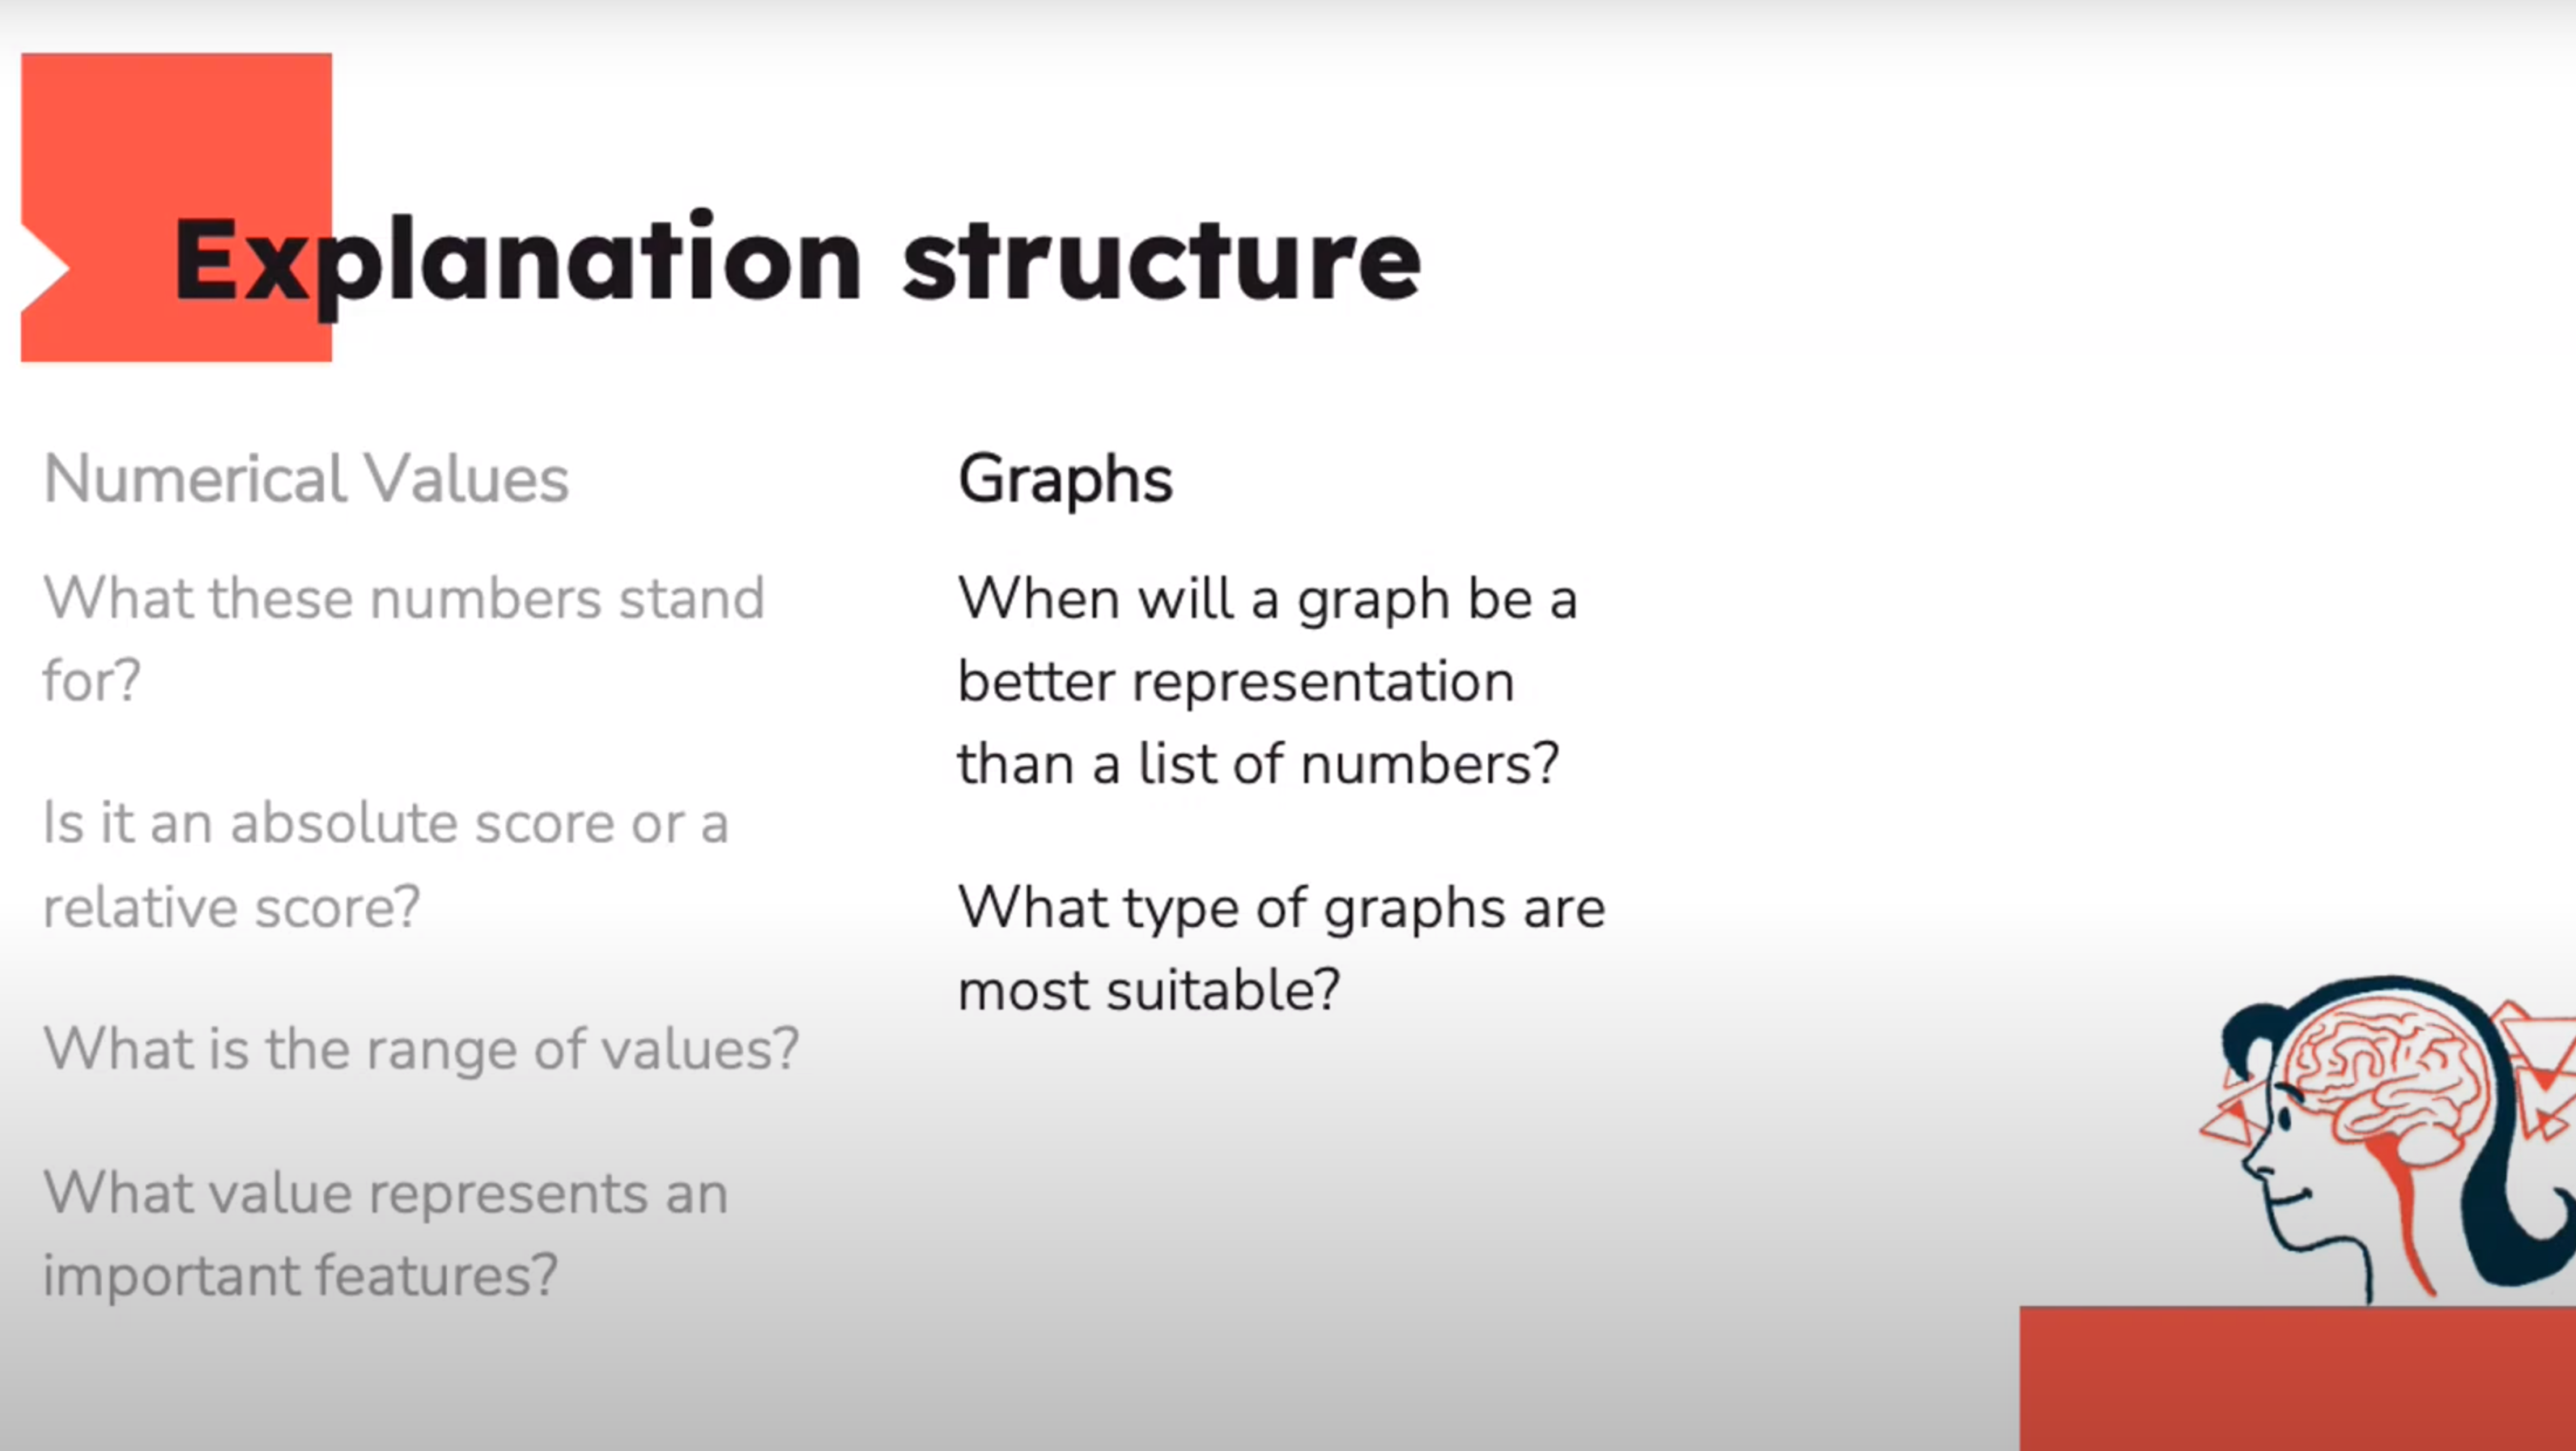 Explanation structure
Numerical Values
What these numbers stand
for?
Is it an absolute score or a
relative score?
What is the range of values?
What value represents an
important features?
Graphs
When will a graph be a
better representation
than a list of numbers?
What type of graphs are
most suitable?